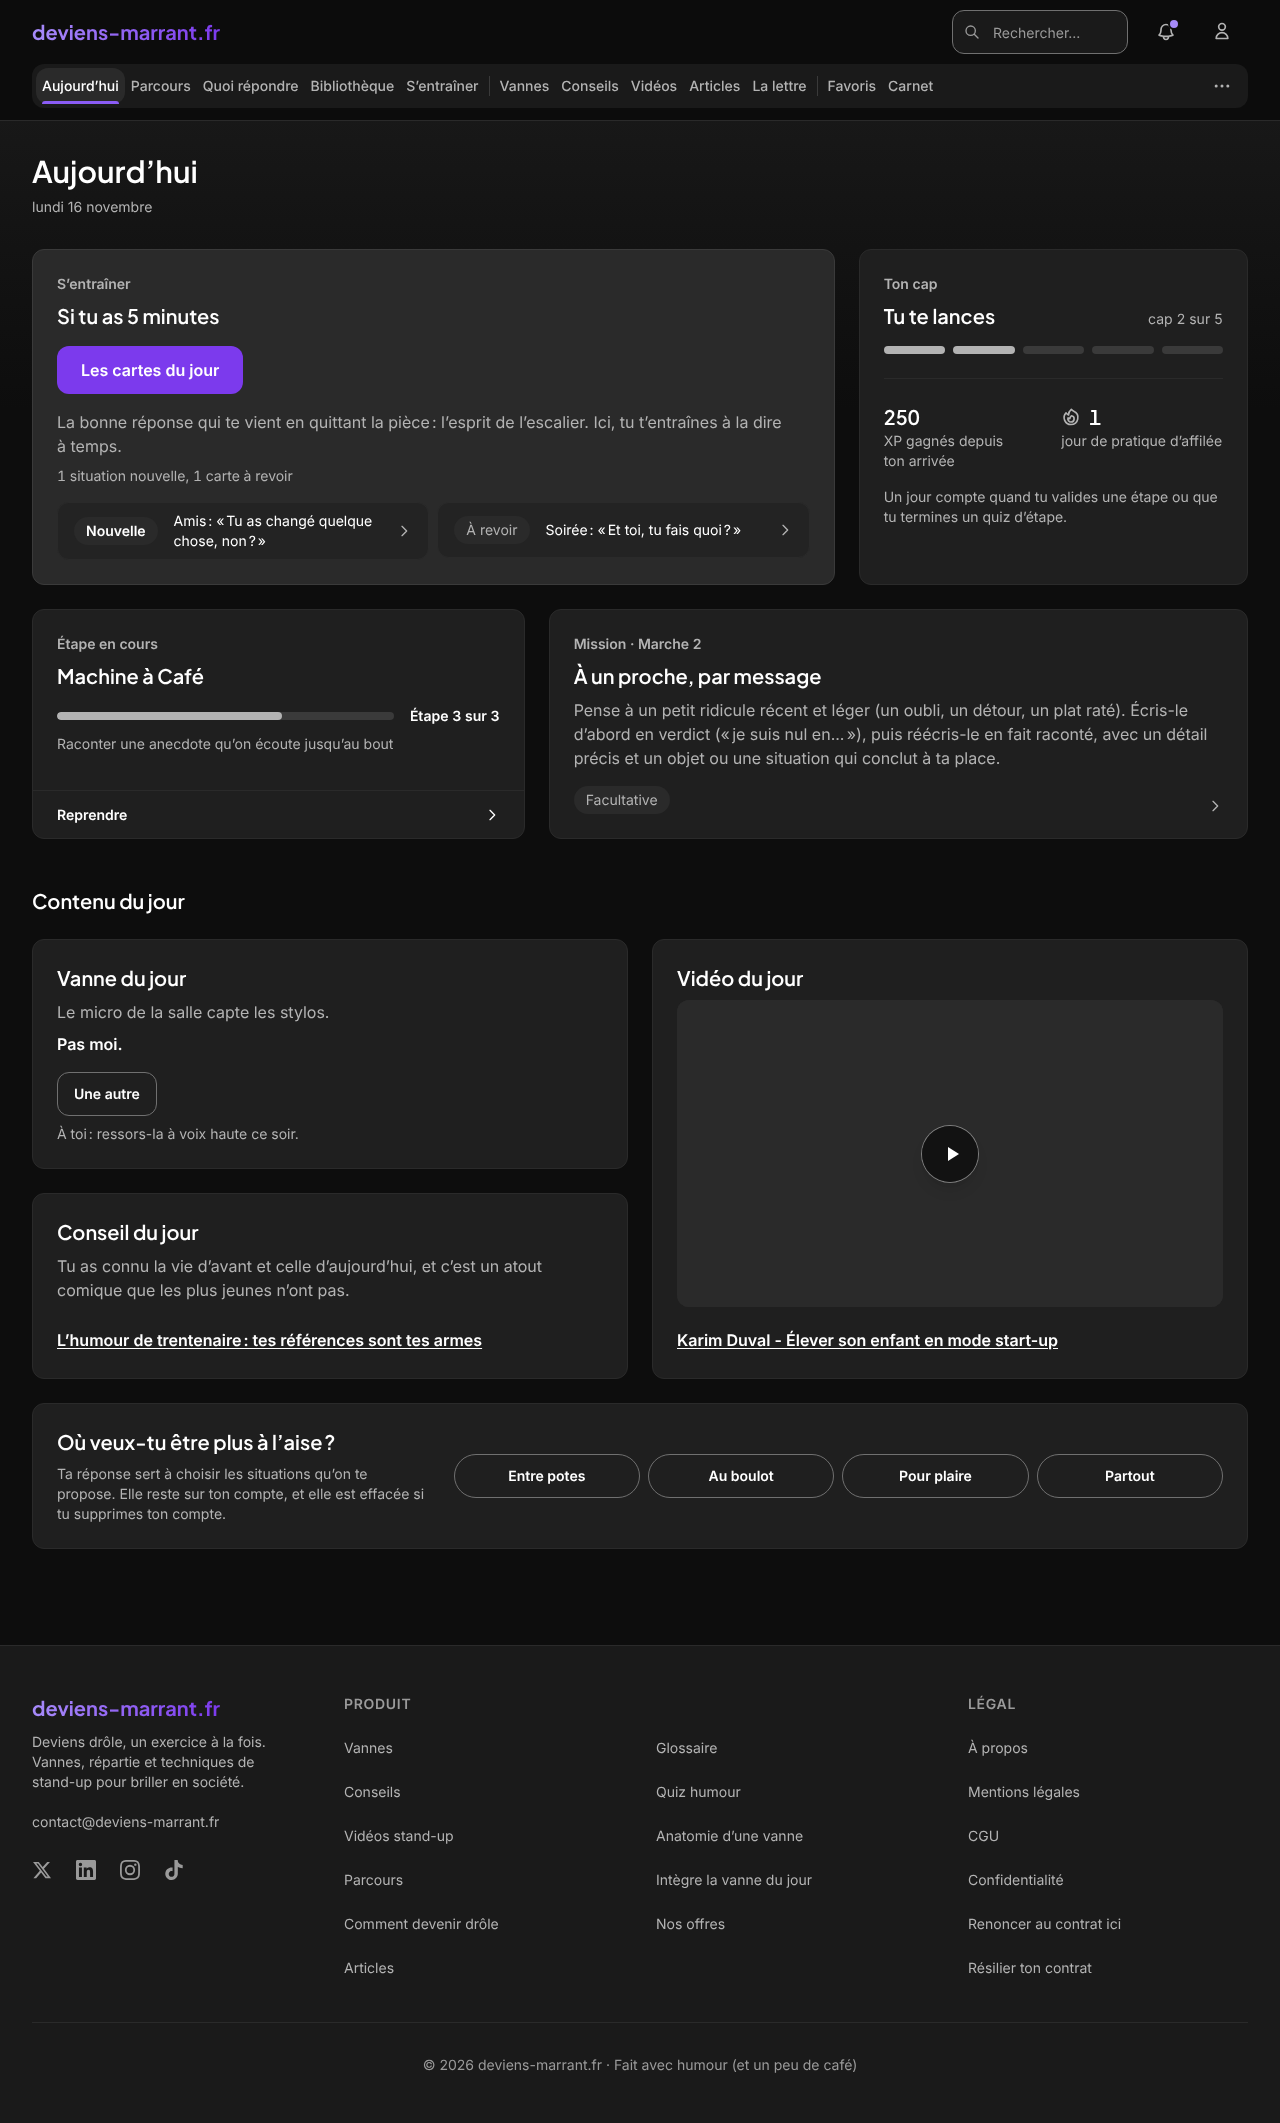 deviens-marrant.fr
Rechercher...
Aujourd’hui Parcours Quoi répondre Bibliothèque S’entraîner Vannes Conseils Vidéos Articles La lettre Favoris Carnet
Aujourd’hui
lundi 16 novembre
S’entraîner
Si tu as 5 minutes
Les cartes du jour
La bonne réponse qui te vient en quittant la pièce : l’esprit de l’escalier. Ici, tu t’entraînes à la dire
à temps.
1 situation nouvelle, 1 carte à revoir
Nouvelle
Amis : « Tu as changé quelque
chose, non ? »
À revoir
Soirée : « Et toi, tu fais quoi ? »
Ton cap
Tu te lances
cap 2 sur 5
250
XP gagnés depuis
ton arrivée
1
jour de pratique d’affilée
Un jour compte quand tu valides une étape ou que
tu termines un quiz d’étape.
Étape en cours
Machine à Café
Étape 3 sur 3
Raconter une anecdote qu’on écoute jusqu’au bout
Reprendre
Mission · Marche 2
À un proche, par message
Pense à un petit ridicule récent et léger (un oubli, un détour, un plat raté). Écris-le
d’abord en verdict (« je suis nul en... »), puis réécris-le en fait raconté, avec un détail
précis et un objet ou une situation qui conclut à ta place.
Facultative
Contenu du jour
Vanne du jour
Le micro de la salle capte les stylos.
Pas moi.
Une autre
À toi : ressors-la à voix haute ce soir.
Conseil du jour
Tu as connu la vie d’avant et celle d’aujourd’hui, et c’est un atout
comique que les plus jeunes n’ont pas.
L’humour de trentenaire : tes références sont tes armes
Vidéo du jour
Karim Duval - Élever son enfant en mode start-up
Où veux-tu être plus à l’aise ?
Ta réponse sert à choisir les situations qu’on te
propose. Elle reste sur ton compte, et elle est effacée si
tu supprimes ton compte.
Entre potes
Au boulot
Pour plaire
Partout
deviens-marrant.fr
Deviens drôle, un exercice à la fois.
Vannes, répartie et techniques de
stand-up pour briller en société.
contact@deviens-marrant.fr
PRODUIT
Vannes
Conseils
Vidéos stand-up
Parcours
Comment devenir drôle
Articles
Glossaire
Quiz humour
Anatomie d’une vanne
Intègre la vanne du jour
Nos offres
LÉGAL
À propos
Mentions légales
CGU
Confidentialité
Renoncer au contrat ici
Résilier ton contrat
© 2026 deviens-marrant.fr · Fait avec humour (et un peu de café)